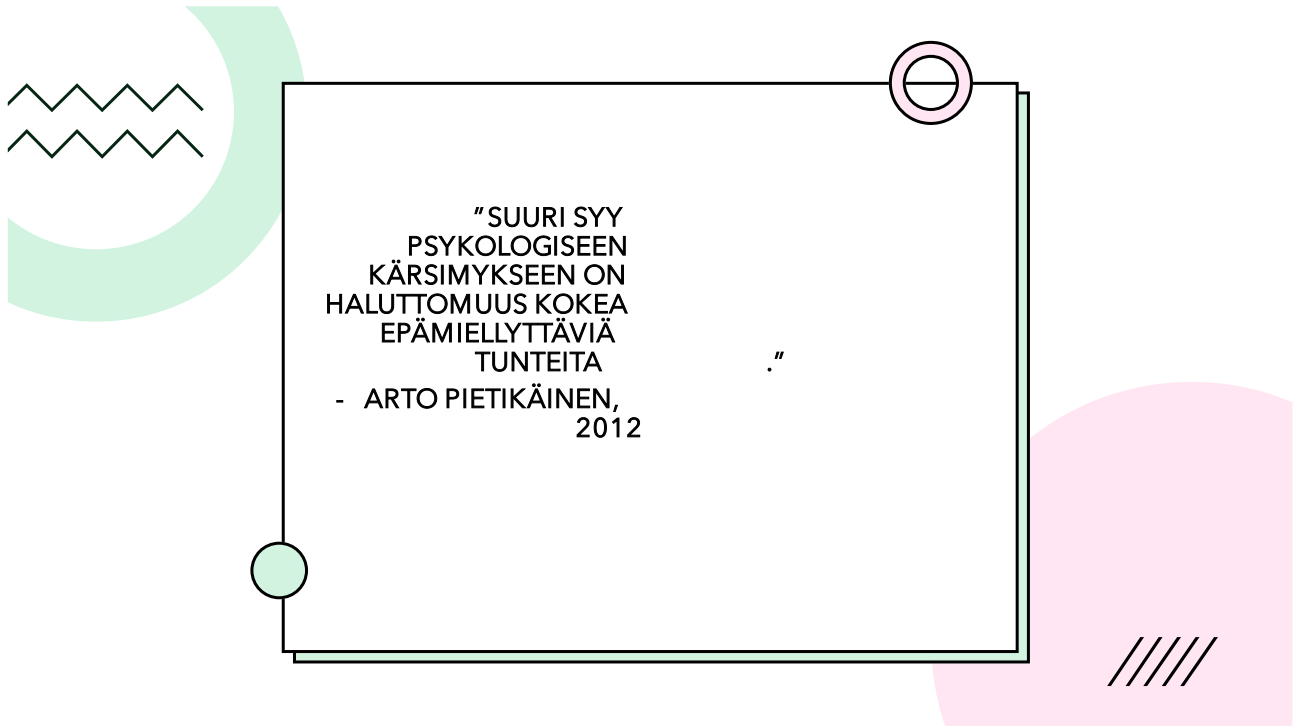 ”SUURI SYY
PSYKOLOGISEEN
KÄRSIMYKSEEN ON
HALUTTOMUUS KOKEA
EPÄMIELLYTTÄVIÄ
TUNTEITA .”
- ARTO PIETIKÄINEN,
2012